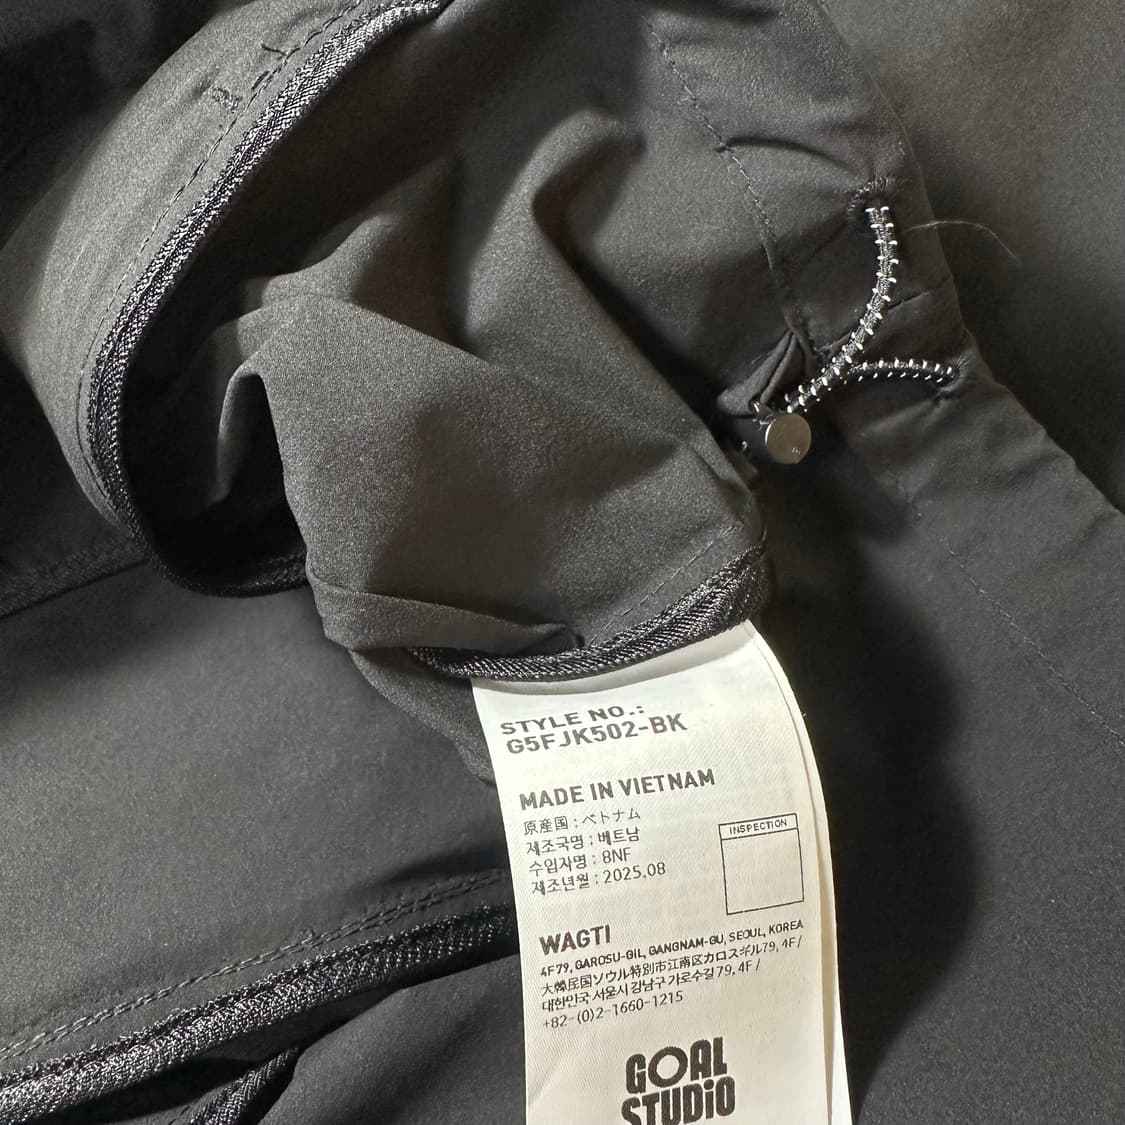 STYLE NO.:
G5FJK502-BK
MADE IN VIETNAM
原産国 : ベトナム
제조국명 : 베트남
수입자명 : 8NF
제조년월 : 2025.08
INSPECTION
WAGTI
4F79, GAROSU-GIL, GANGNAM-GU, SEOUL, KOREA
大韓民国ソウル特別市江南区カロスギル79, 4F/
대한민국 서울시 강남구 가로수길 79, 4F/
+82-(0)2-1660-1215
GOAL
STUDiO